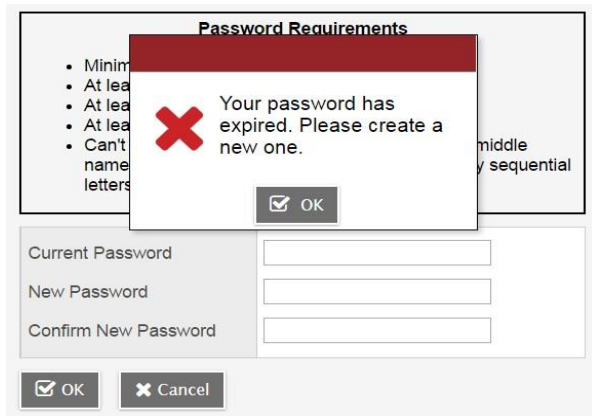 Password Requirements
• Minim
• At lea
• At lea
• At lea
• Can't middle
name y sequential
letters
Your password has
expired. Please create a
new one.
OK
Current Password
New Password
Confirm New Password
OK Cancel